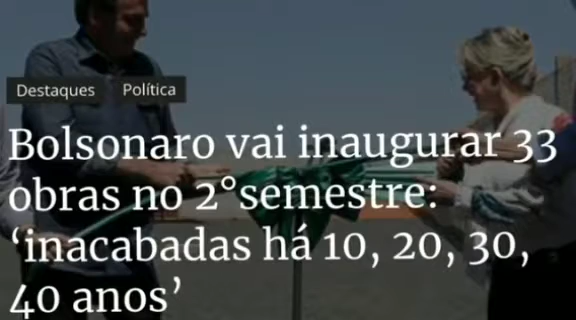 Destaques Política
Bolsonaro vai inaugurar 33
obras no 2°semestre:
‘inacabadas há 10, 20, 30,
40 anos’